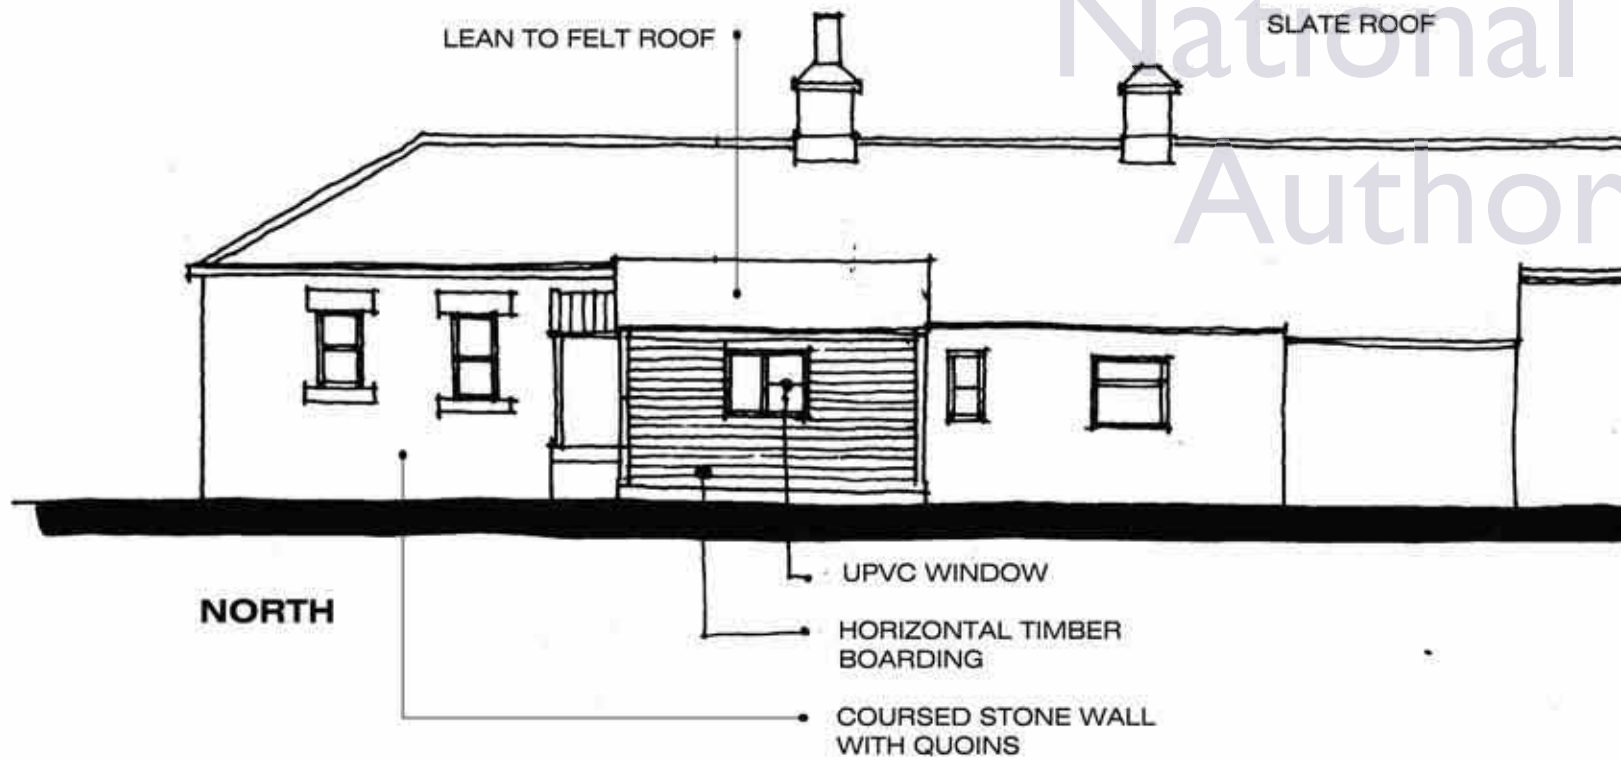 National
SLATE ROOF
LEAN TO FELT ROOF
Author
UPVC WINDOW
NORTH
HORIZONTAL TIMBER
BOARDING
COURSED STONE WALL
WITH QUOINS